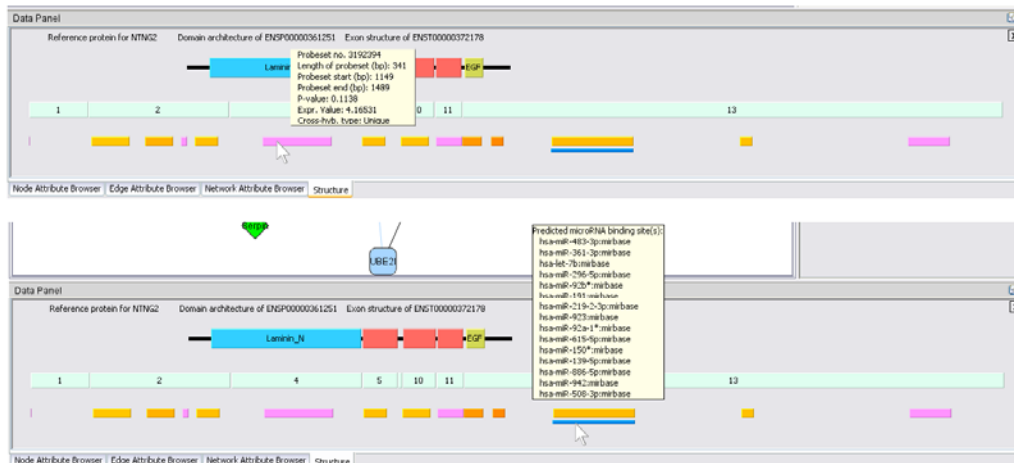 Data Panel
Reference protein for NTNG2 Domain architecture of ENSP00000361251 Exon structure of ENST00000372178
Probeset no. 3192394
Length of probeset (bp): 341
Probeset start (bp): 1149
Probeset end (bp): 1489
P-value: 0.1138
Expr. Value: 4.16531
Cross-hyb. type: Unique
Laminin EGF
1 2 0 11 13
Node Attribute Browser Edge Attribute Browser Network Attribute Browser Structure
Serpin
UBE2I
Predicted microRNA binding site(s):
hsa-miR-483-3p:mirbase
hsa-miR-361-3p:mirbase
hsa-let-7b:mirbase
hsa-miR-296-5p:mirbase
hsa-miR-92b*:mirbase
hsa-miR-191:mirbase
hsa-miR-219-2-3p:mirbase
hsa-miR-923:mirbase
hsa-miR-92a-1*:mirbase
hsa-miR-615-5p:mirbase
hsa-miR-150*:mirbase
hsa-miR-139-5p:mirbase
hsa-miR-886-5p:mirbase
hsa-miR-942:mirbase
hsa-miR-508-3p:mirbase
Data Panel
Reference protein for NTNG2 Domain architecture of ENSP00000361251 Exon structure of ENST00000372178
Laminin_N EGF
1 2 4 5 10 11 13
Node Attribute Browser Edge Attribute Browser Network Attribute Browser Structure